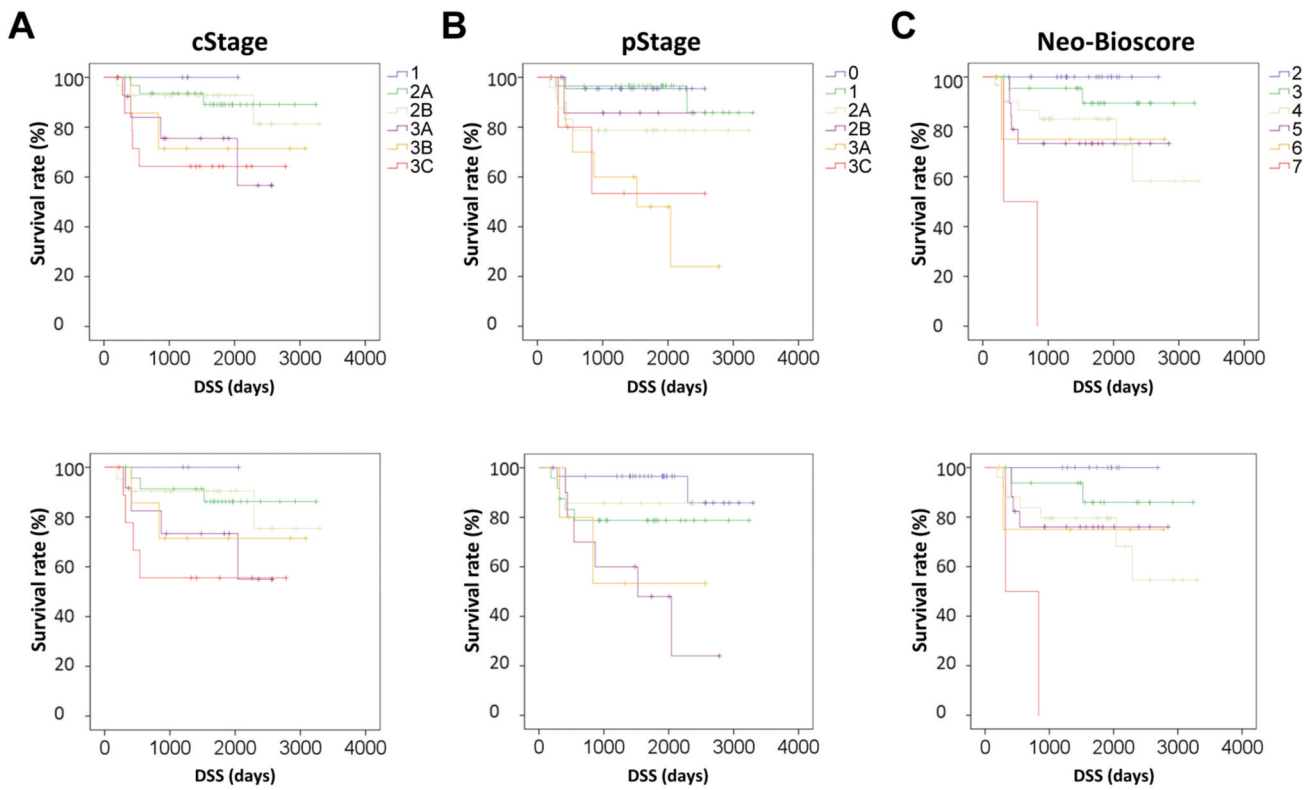 A
cStage
Survival rate (%)
100
80
60
40
20
0
0 1000 2000 3000 4000
DSS (days)
1
2A
2B
3A
3B
3C
B
pStage
Survival rate (%)
100
80
60
40
20
0
0 1000 2000 3000 4000
DSS (days)
0
1
2A
2B
3A
3C
C
Neo-Bioscore
Survival rate (%)
100
80
60
40
20
0
0 1000 2000 3000 4000
DSS (days)
2
3
4
5
6
7
Survival rate (%)
100
80
60
40
20
0
0 1000 2000 3000 4000
DSS (days)
Survival rate (%)
100
80
60
40
20
0
0 1000 2000 3000 4000
DSS (days)
Survival rate (%)
100
80
60
40
20
0
0 1000 2000 3000 4000
DSS (days)